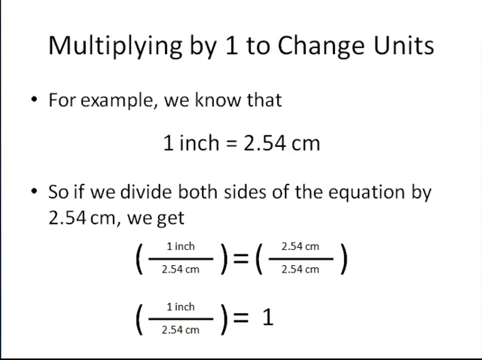 Multiplying by 1 to Change Units
• For example, we know that
1 inch = 2.54 cm
• So if we divide both sides of the equation by
2.54 cm, we get
(1 inch / 2.54 cm) = (2.54 cm / 2.54 cm)
(1 inch / 2.54 cm) = 1